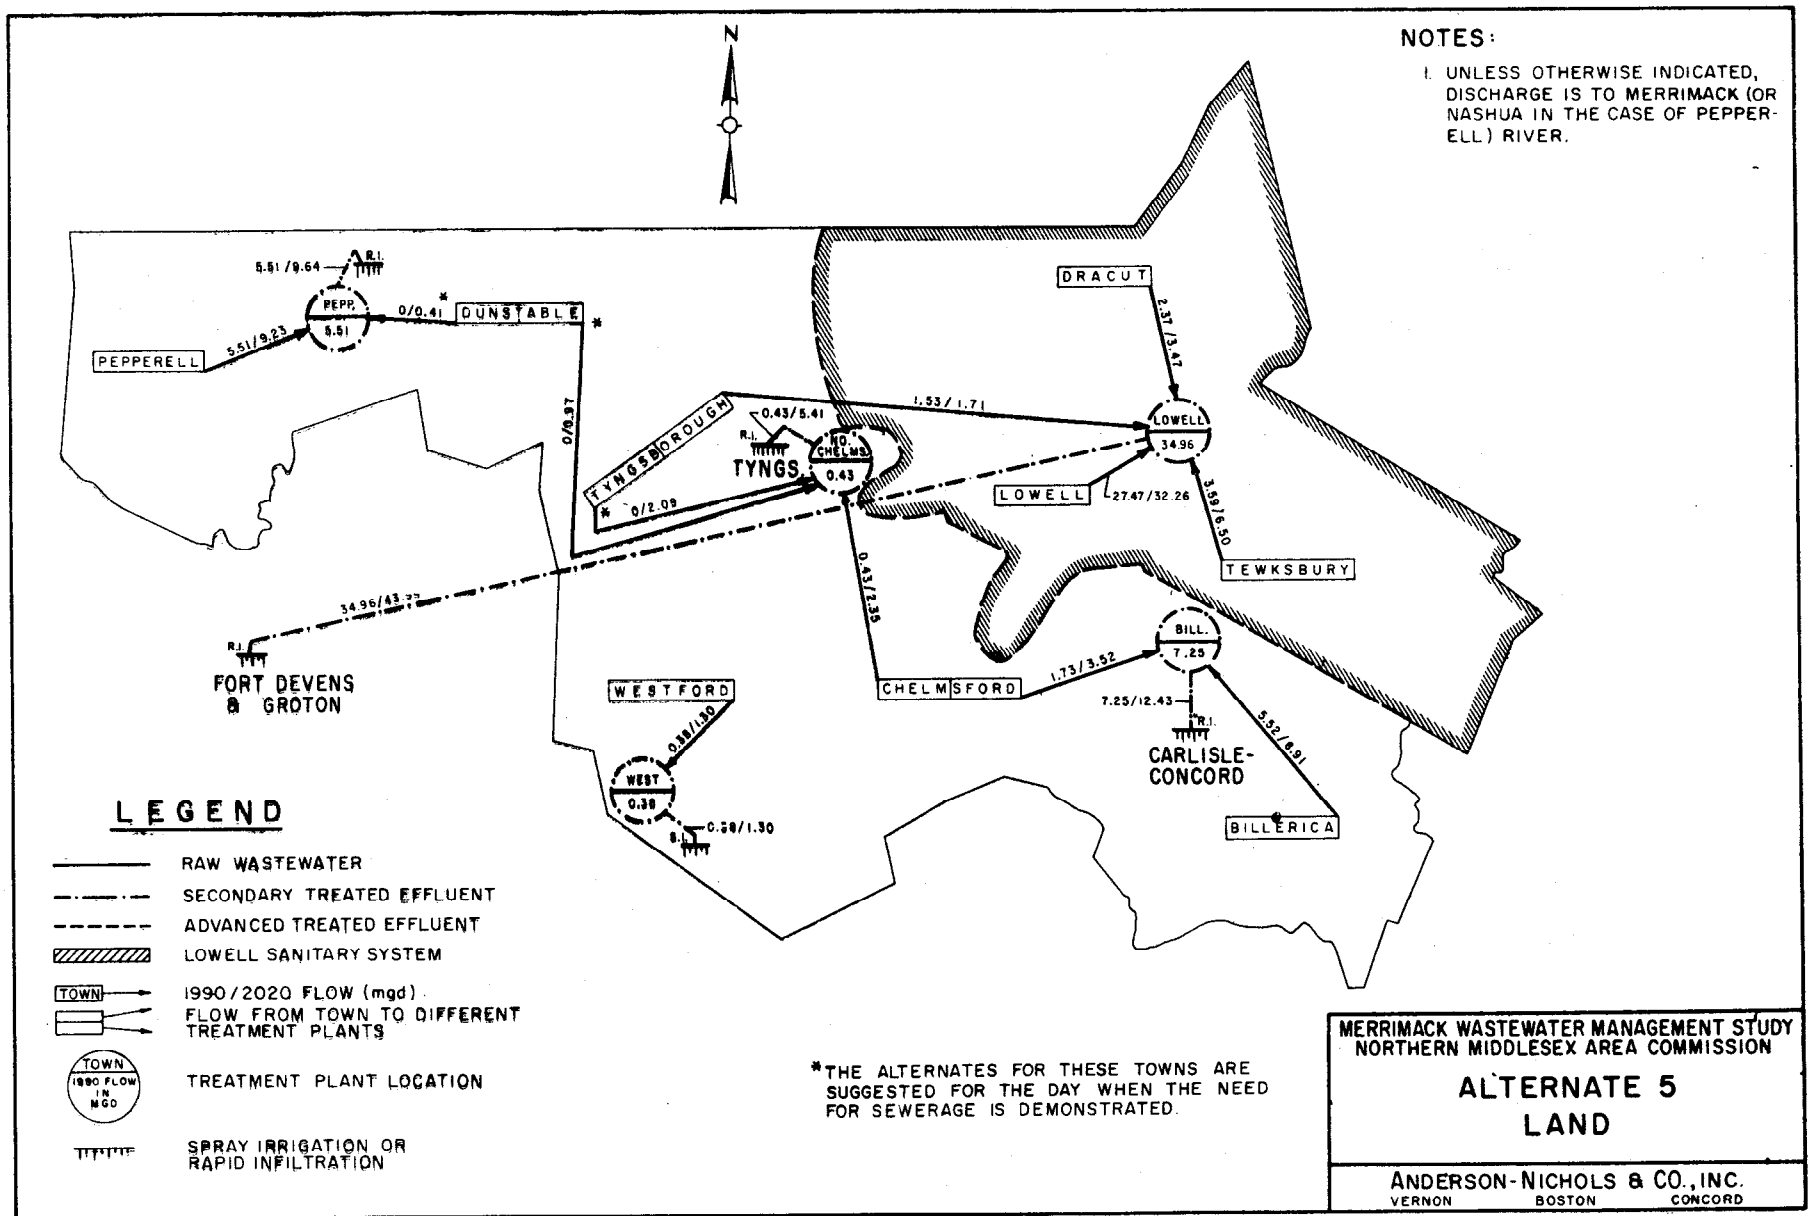 N
NOTES:
1. UNLESS OTHERWISE INDICATED,
DISCHARGE IS TO MERRIMACK (OR
NASHUA IN THE CASE OF PEPPER-
ELL) RIVER.
R.I.
5.51/9.64
PEPP.
5.51
0/0.41
*
DUNSTABLE
*
5.51/9.23
PEPPERELL
0/0.97
DRACUT
2.37/3.47
TYNGSBOROUGH
1.53/1.71
LOWELL
34.96
0.43/5.41
R.I.
TYNGS.
NO.
CHELMS.
0.43
* 0/2.09
LOWELL
27.47/32.26
3.59/6.50
TEWKSBURY
34.96/43.
R.I.
FORT DEVENS
& GROTON
0.43/2.35
CHELMSFORD
1.73/3.52
BILL.
7.25
7.25/12.43
R.I.
CARLISLE-
CONCORD
5.52/8.91
BILLERICA
WESTFORD
0.38/1.30
WEST
0.38
0.38/1.30
LEGEND
RAW WASTEWATER
SECONDARY TREATED EFFLUENT
ADVANCED TREATED EFFLUENT
LOWELL SANITARY SYSTEM
TOWN 1990/2020 FLOW (mgd)
FLOW FROM TOWN TO DIFFERENT
TREATMENT PLANTS
TOWN
1990 FLOW
IN
MGD
TREATMENT PLANT LOCATION
SPRAY IRRIGATION OR
RAPID INFILTRATION
*THE ALTERNATES FOR THESE TOWNS ARE
SUGGESTED FOR THE DAY WHEN THE NEED
FOR SEWERAGE IS DEMONSTRATED.
MERRIMACK WASTEWATER MANAGEMENT STUDY
NORTHERN MIDDLESEX AREA COMMISSION
ALTERNATE 5
LAND
ANDERSON-NICHOLS & CO., INC.
VERNON BOSTON CONCORD